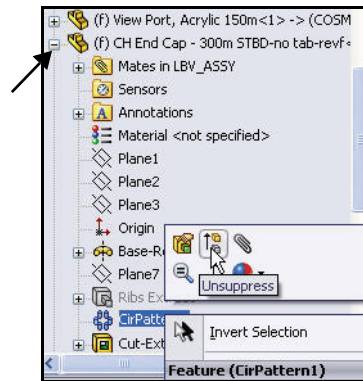 (f) View Port, Acrylic 150m<1> -> (COSM
(f) CH End Cap - 300m STBD-no tab-revf<
Mates in LBV_ASSY
Sensors
Annotations
Material <not specified>
Plane1
Plane2
Plane3
Origin
Base-R
Plane7
Unsuppress
Ribs Ex
CirPatte
Invert Selection
Cut-Ext
Feature (CirPattern1)